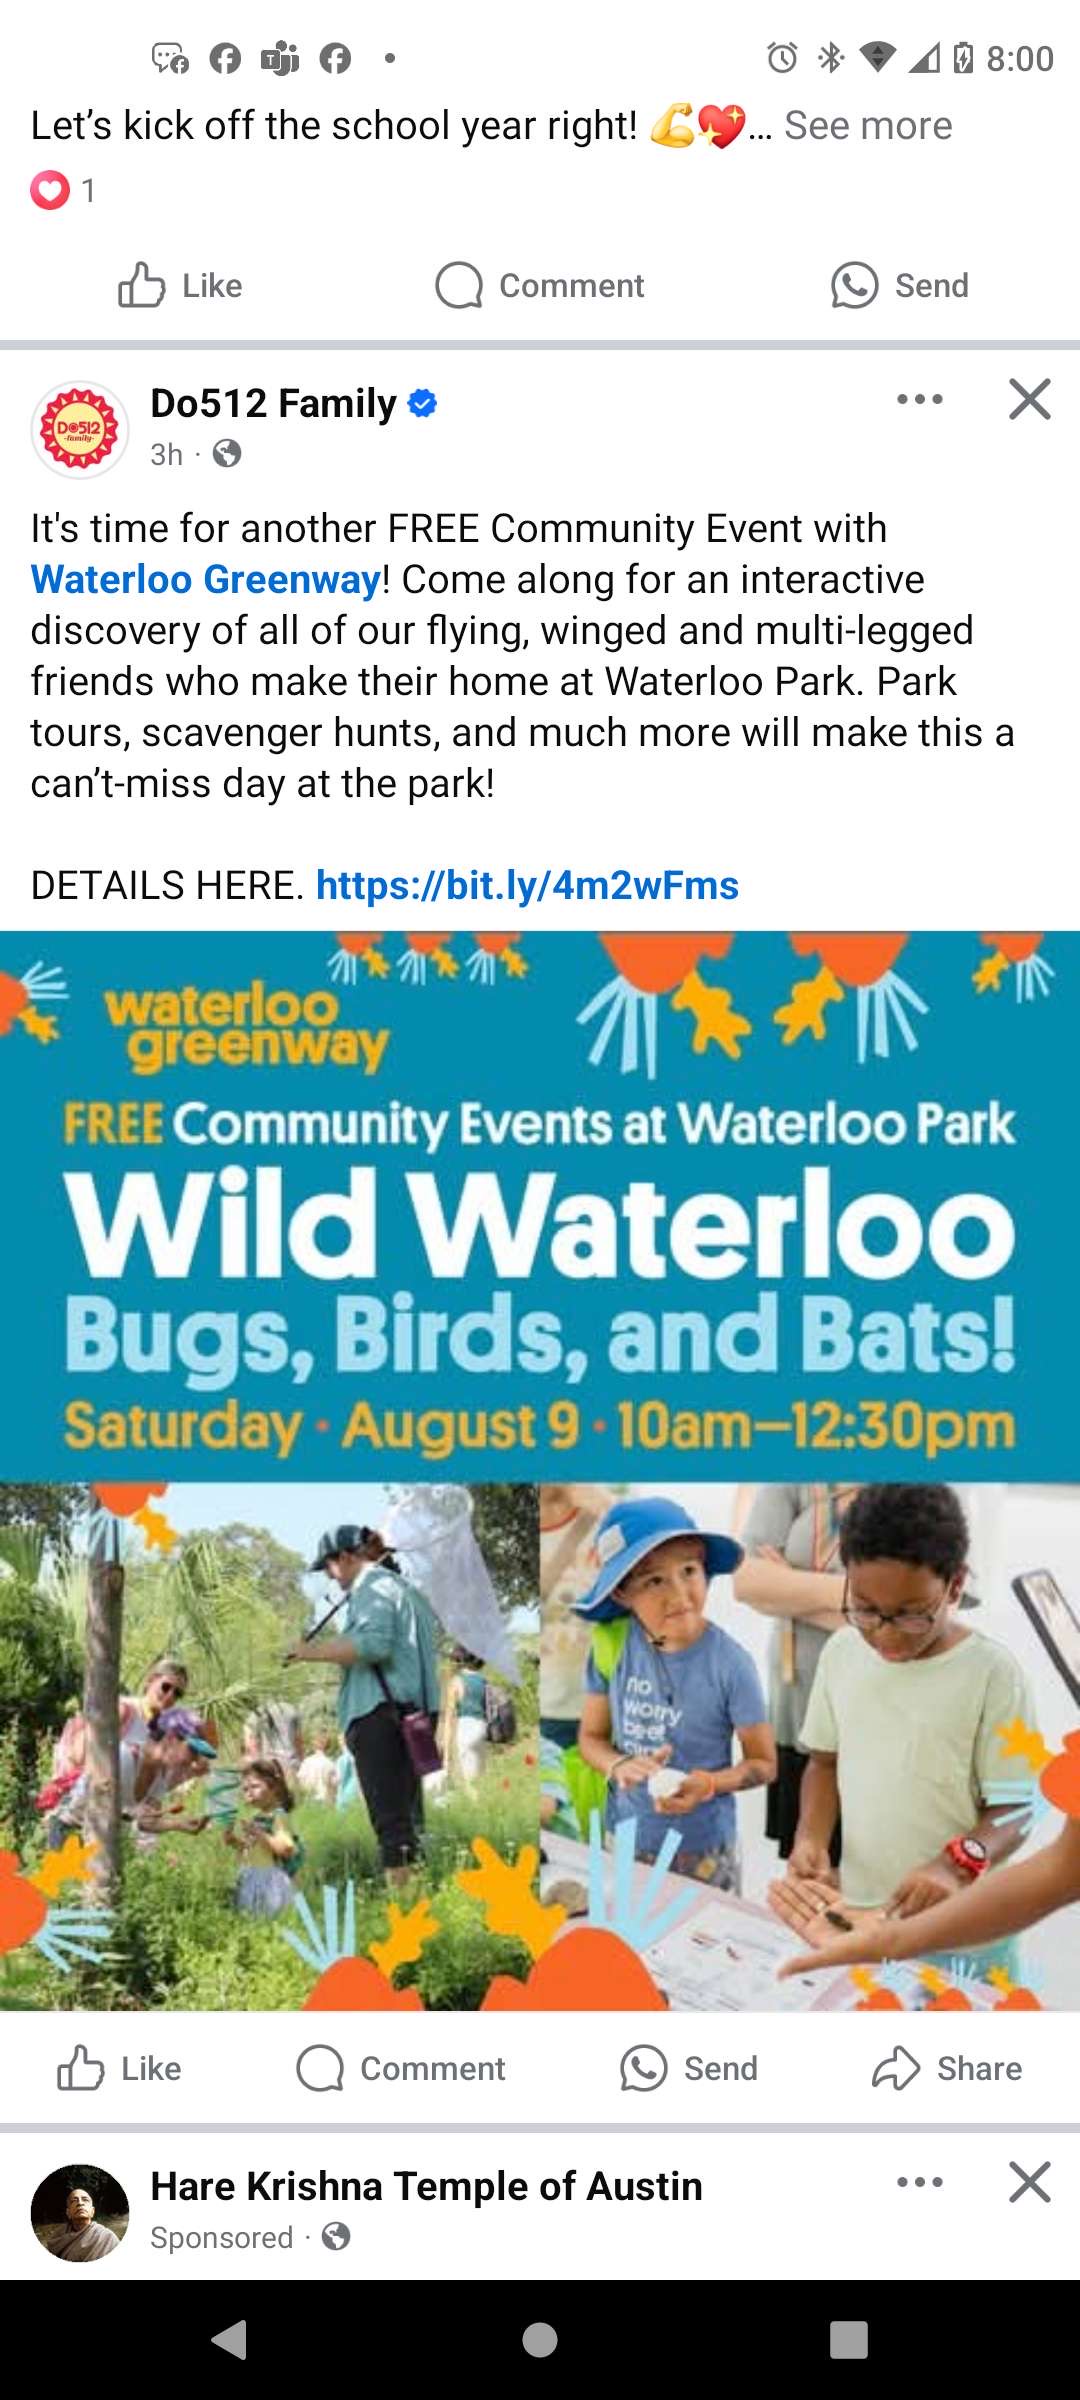 8:00
Let’s kick off the school year right! 💪💖... See more
1
Like Comment Send
Do512 Family
3h ·
It's time for another FREE Community Event with
Waterloo Greenway! Come along for an interactive
discovery of all of our flying, winged and multi-legged
friends who make their home at Waterloo Park. Park
tours, scavenger hunts, and much more will make this a
can’t-miss day at the park!
DETAILS HERE. https://bit.ly/4m2wFms
waterloo
greenway
FREE Community Events at Waterloo Park
Wild Waterloo
Bugs, Birds, and Bats!
Saturday · August 9 · 10am–12:30pm
no
worry
Like Comment Send Share
Hare Krishna Temple of Austin
Sponsored ·